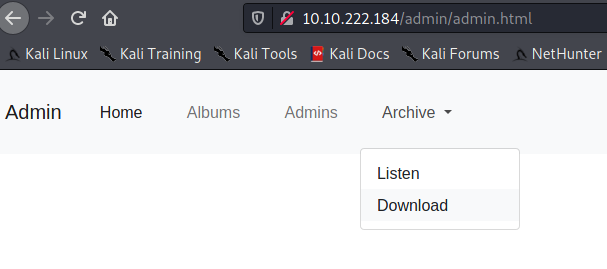 10.10.222.184/admin/admin.html
Kali Linux Kali Training Kali Tools Kali Docs Kali Forums NetHunter
Admin Home Albums Admins Archive
Listen
Download